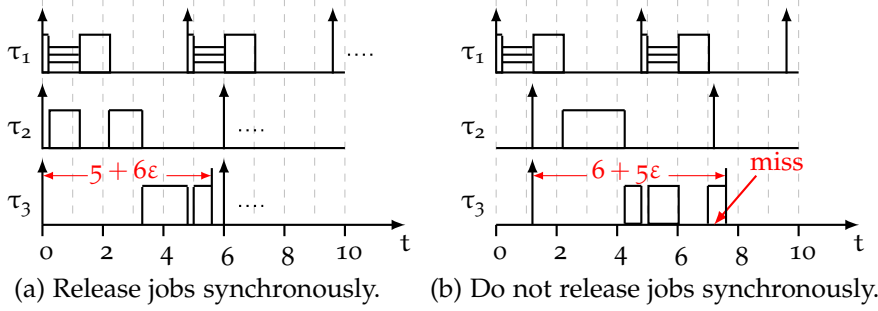 τ₁ ....
τ₂ ....
5 + 6ε
τ₃ ....
0 2 4 6 8 10 t
(a) Release jobs synchronously.
τ₁
τ₂
6 + 5ε miss
τ₃
0 2 4 6 8 10 t
(b) Do not release jobs synchronously.